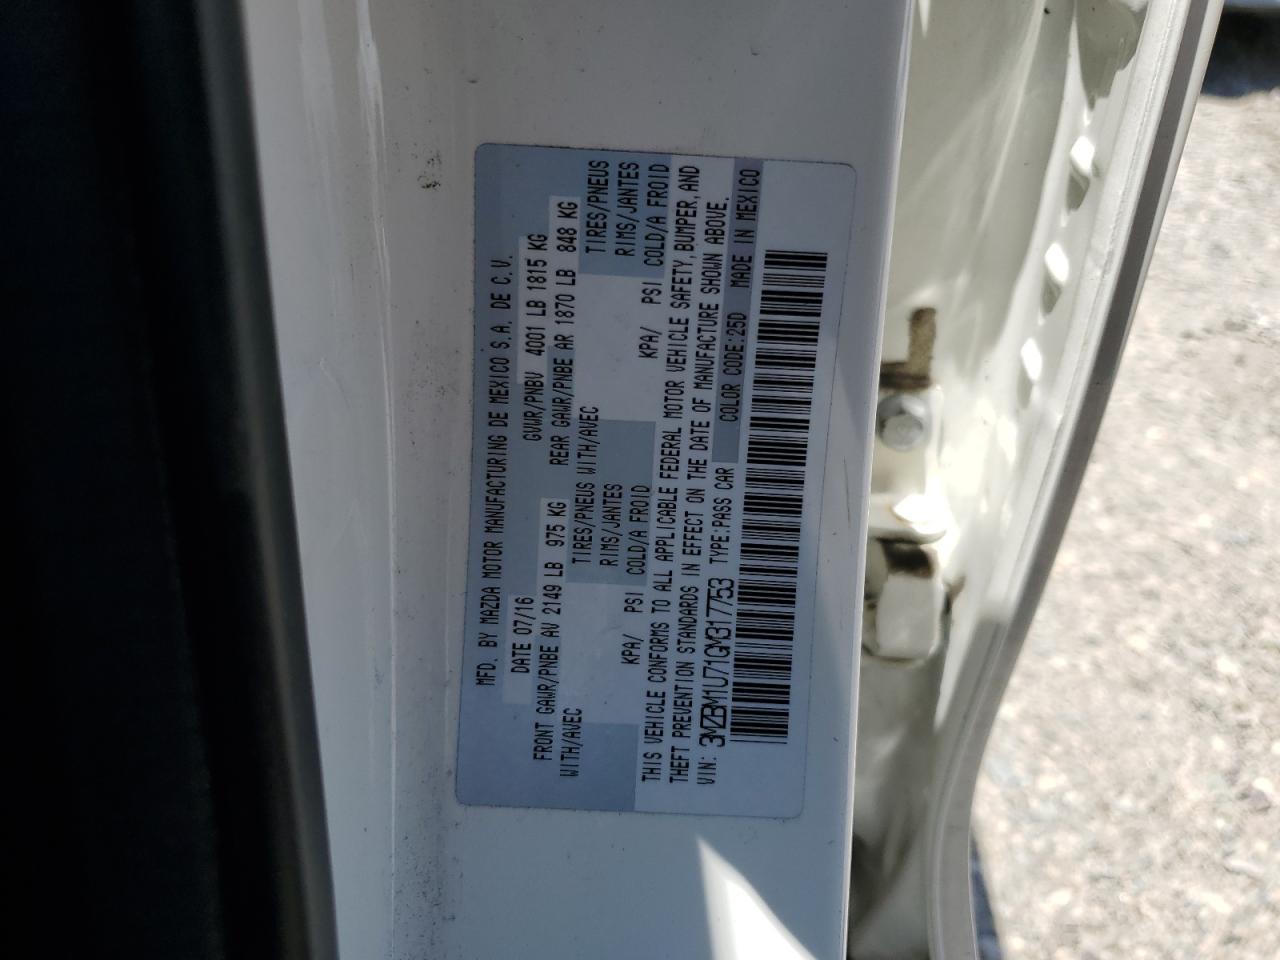 MFD. BY MAZDA MOTOR MANUFACTURING DE MEXICO S.A. DE C.V.
DATE 07/16 GVWR/PNBV 4001 LB 1815 KG
FRONT GAWR/PNBE AV 2149 LB 975 KG REAR GAWR/PNBE AR 1870 LB 848 KG
WITH/AVEC TIRES/PNEUS WITH/AVEC TIRES/PNEUS
RIMS/JANTES RIMS/JANTES
KPA/ PSI COLD/A FROID KPA/ PSI COLD/A FROID
THIS VEHICLE CONFORMS TO ALL APPLICABLE FEDERAL MOTOR VEHICLE SAFETY, BUMPER, AND
THEFT PREVENTION STANDARDS IN EFFECT ON THE DATE OF MANUFACTURE SHOWN ABOVE.
VIN: 3MZBM1U71GM317753 TYPE:PASS CAR COLOR CODE:25D MADE IN MEXICO